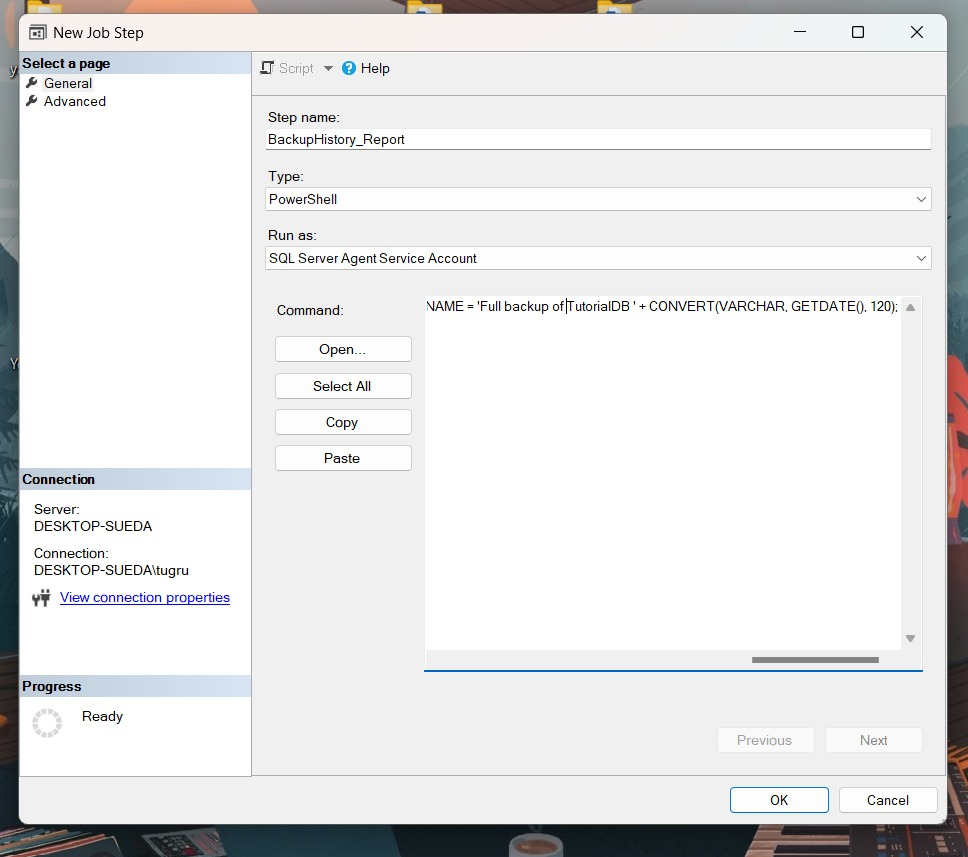 New Job Step
Select a page
General
Advanced
Script
Help
Step name:
BackupHistory_Report
Type:
PowerShell
Run as:
SQL Server Agent Service Account
Command:
NAME = 'Full backup of TutorialDB ' + CONVERT(VARCHAR, GETDATE(), 120);
Open...
Select All
Copy
Paste
Connection
Server:
DESKTOP-SUEDA
Connection:
DESKTOP-SUEDA\tugru
View connection properties
Progress
Ready
Previous
Next
OK
Cancel